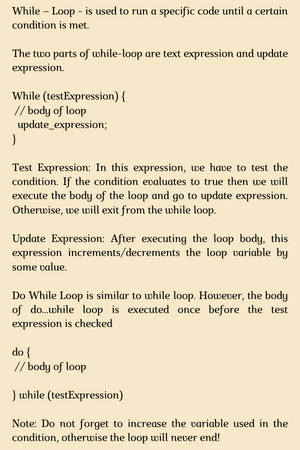 While – Loop - is used to run a specific code until a certain
condition is met.
The two parts of while-loop are text expression and update
expression.
While (testExpression) {
// body of loop
update_expression;
}
Test Expression: In this expression, we have to test the
condition. If the condition evaluates to true then we will
execute the body of the loop and go to update expression.
Otherwise, we will exit from the while loop.
Update Expression: After executing the loop body, this
expression increments/decrements the loop variable by
some value.
Do While Loop is similar to while loop. However, the body
of do...while loop is executed once before the test
expression is checked
do {
// body of loop
} while (testExpression)
Note: Do not forget to increase the variable used in the
condition, otherwise the loop will never end!